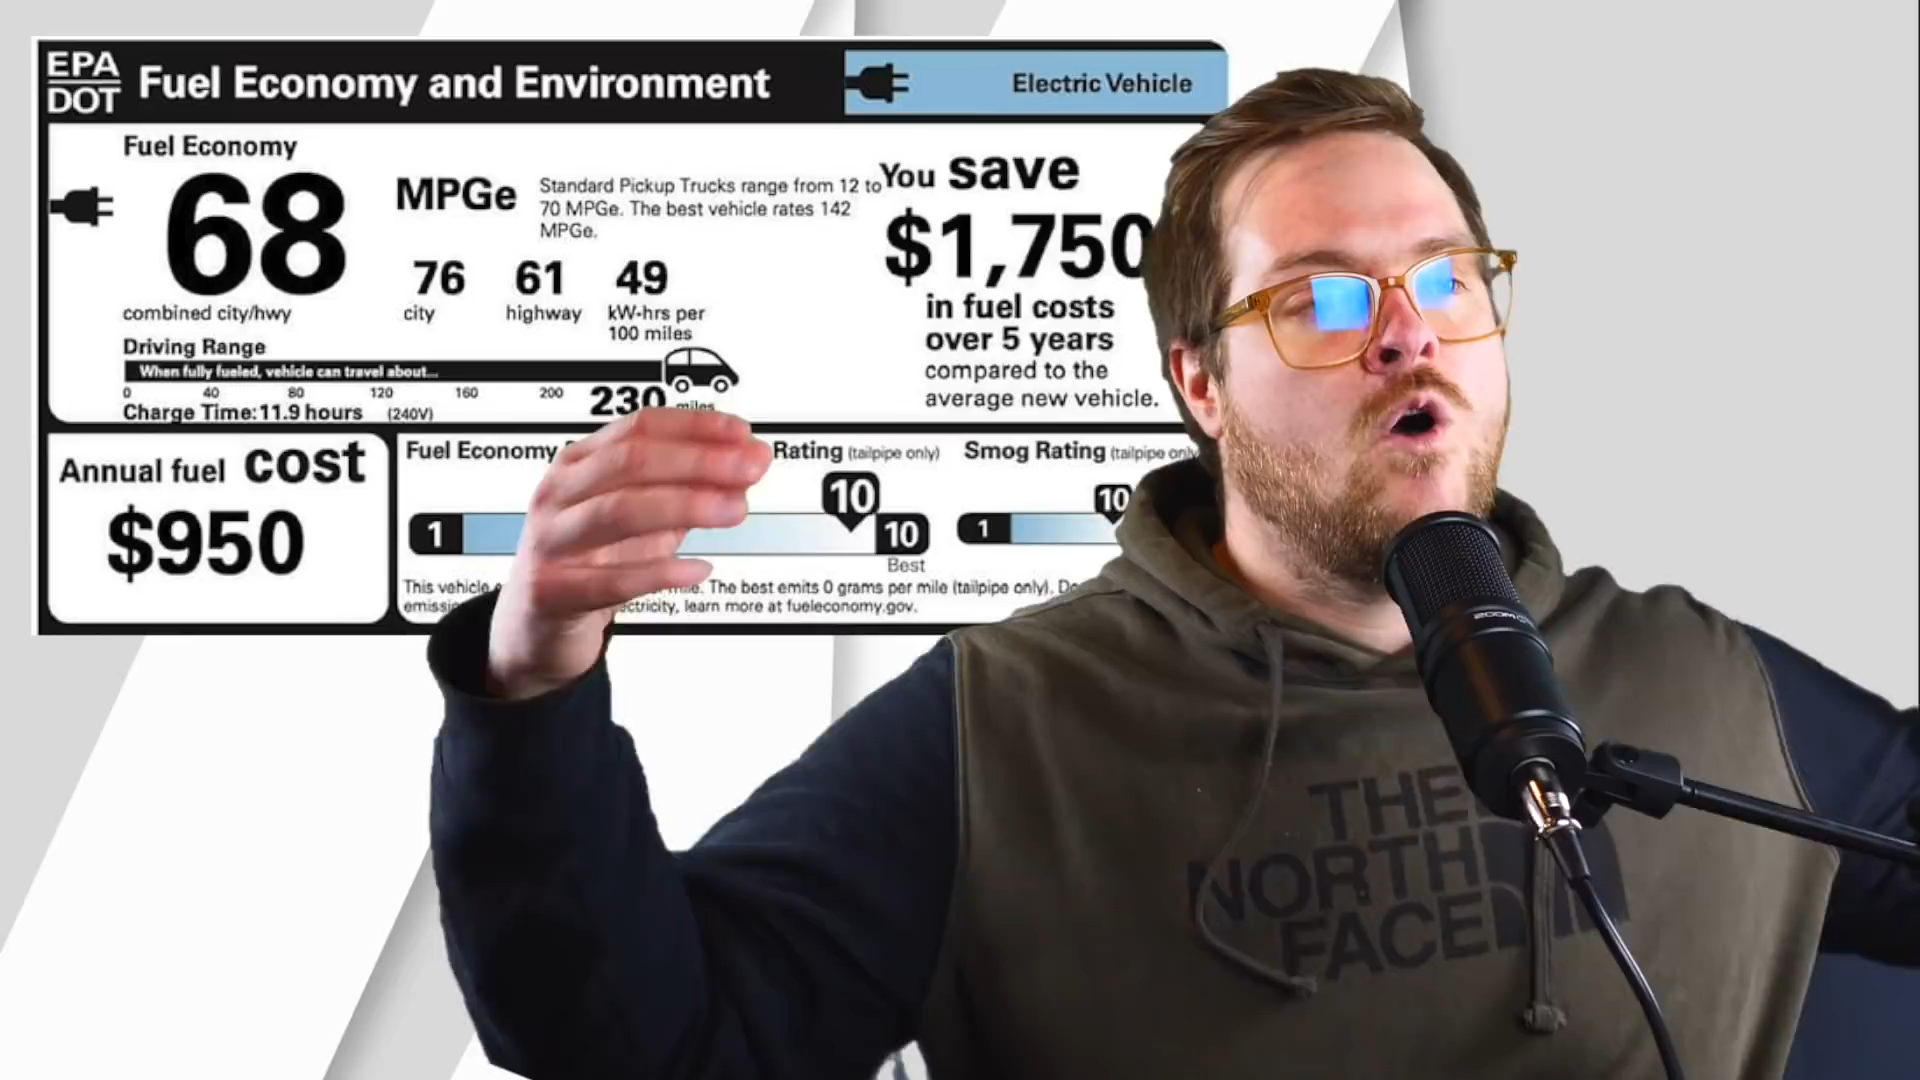 EPA
DOT
Fuel Economy and Environment
Electric Vehicle
Fuel Economy
68
MPGe
Standard Pickup Trucks range from 12 to
70 MPGe. The best vehicle rates 142
MPGe.
combined city/hwy
76
city
61
highway
49
kW-hrs per
100 miles
You save
$1,750
in fuel costs
over 5 years
compared to the
average new vehicle.
Driving Range
When fully fueled, vehicle can travel about...
0 40 80 120 160 200 230 miles
Charge Time: 11.9 hours (240V)
Annual fuel cost
$950
Fuel Economy
Rating (tailpipe only)
1
10
10
Best
Smog Rating (tailpipe only
1
10
This vehicle
mile. The best emits 0 grams per mile (tailpipe only).
learn more at fueleconomy.gov.
THE
NORTH
FACE
ZOOM